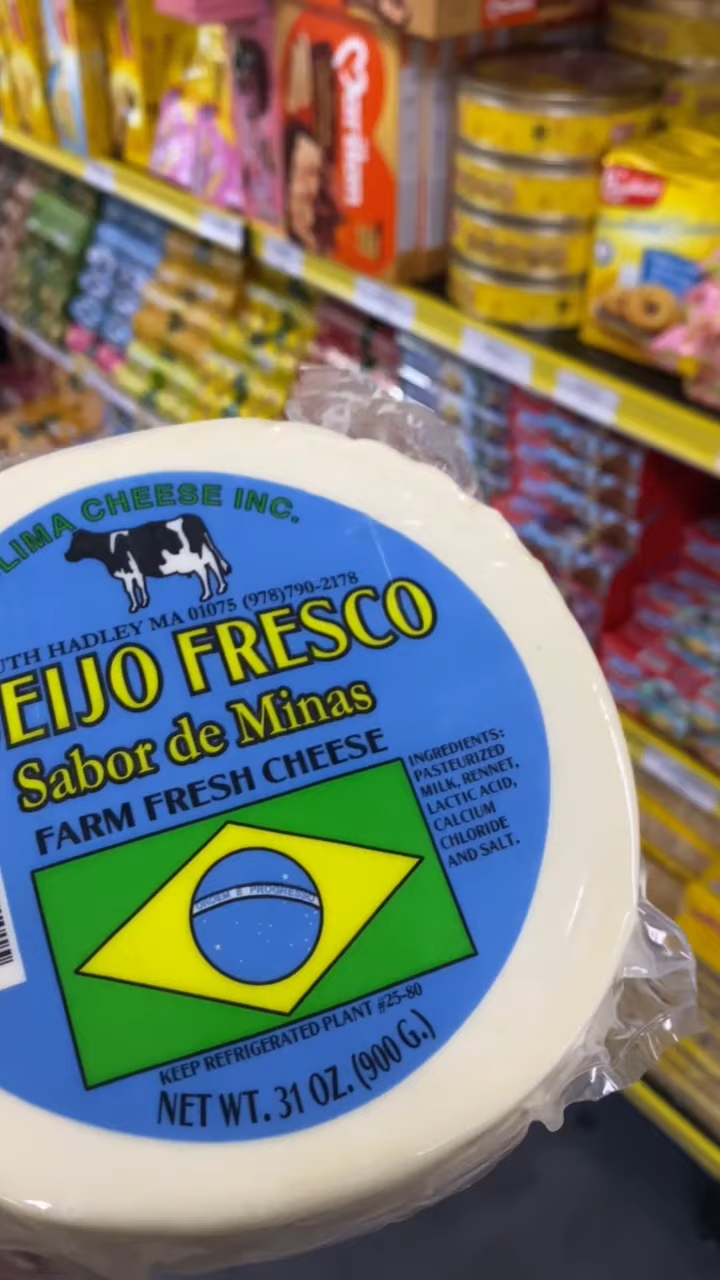 LIMA CHEESE INC.
UTH HADLEY MA 01075 (978)790-2178
EIJO FRESCO
Sabor de Minas
FARM FRESH CHEESE
INGREDIENTS:
PASTEURIZED
MILK, RENNET,
LACTIC ACID,
CALCIUM
CHLORIDE
AND SALT.
ORDEM E PROGRESSO
KEEP REFRIGERATED PLANT #25-80
NET WT. 31 OZ. (900 G.)